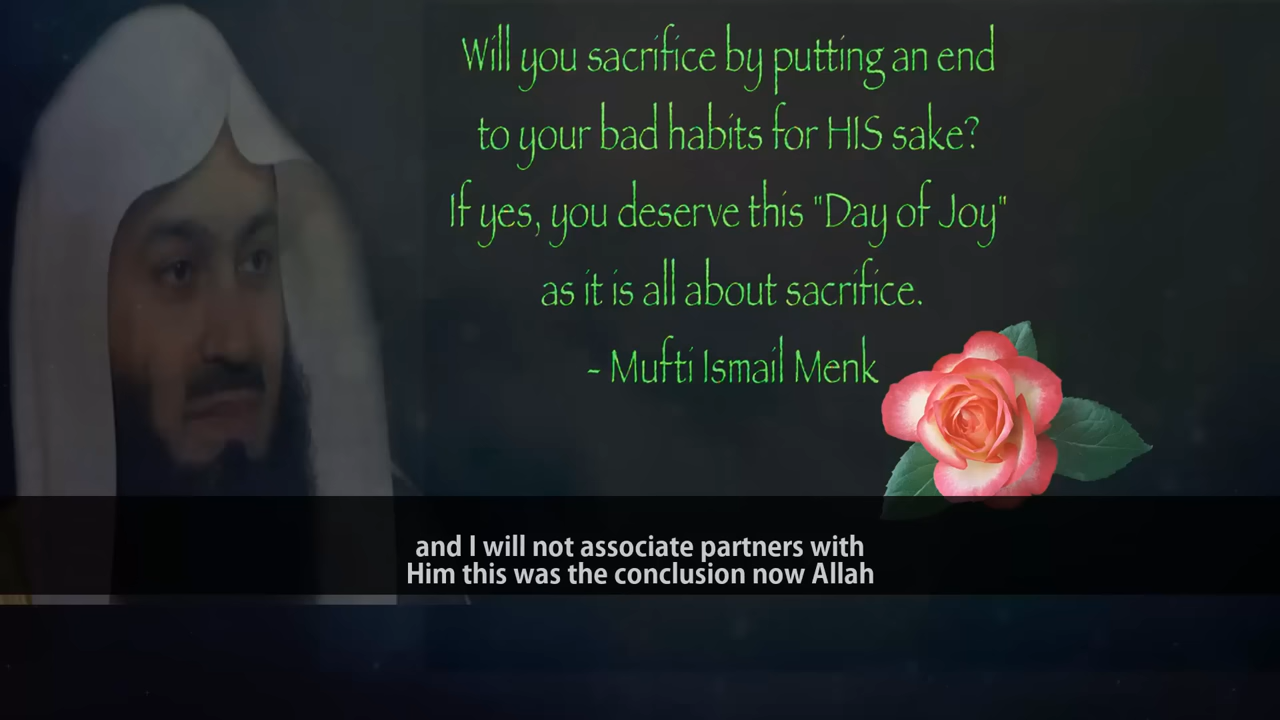 Will you sacrifice by putting an end
to your bad habits for HIS sake?
If yes, you deserve this "Day of Joy"
as it is all about sacrifice.
- Mufti Ismail Menk
and I will not associate partners with
Him this was the conclusion now Allah